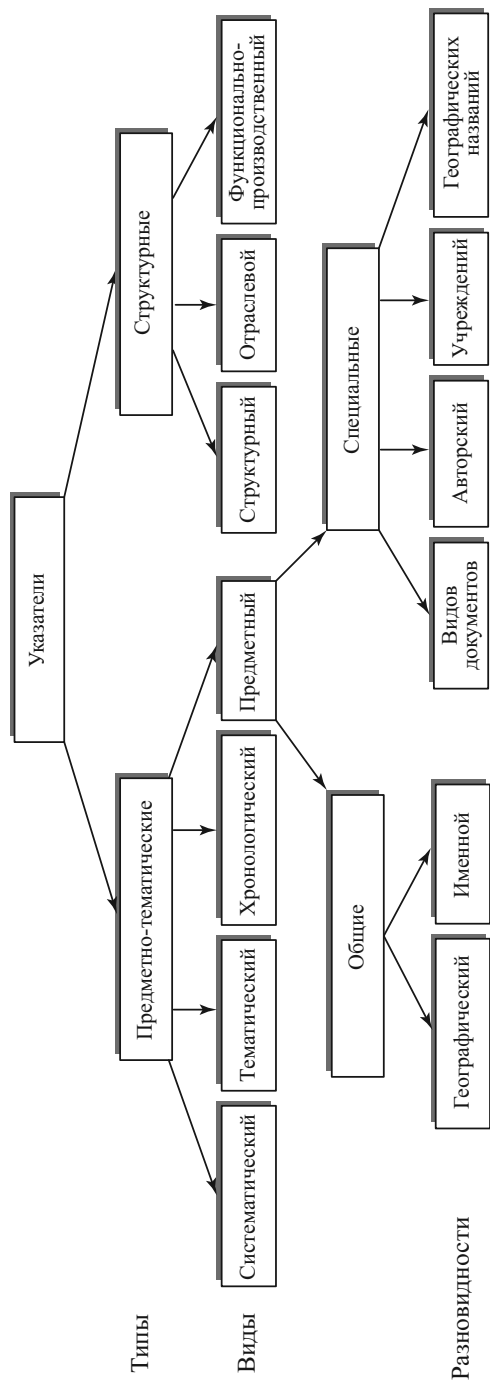 Указатели
Типы
Предметно-тематические
Структурные
Виды
Систематический
Тематический
Хронологический
Предметный
Структурный
Отраслевой
Функционально-
производственный
Общие
Специальные
Разновидности
Географический
Именной
Видов
документов
Авторский
Учреждений
Географических
названий